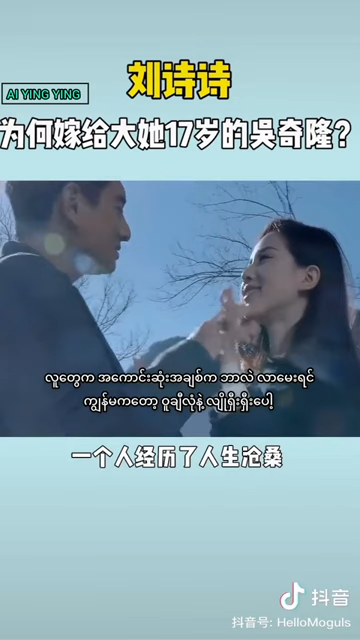 AI YING YING
刘诗诗
为何嫁给大她17岁的吳奇隆?
လူတွေက အကောင်းဆုံးအချစ်က ဘာလဲ လာမေးရင်
ကျွန်မကတော့ ဝူချီလုံနဲ့ လျိုရှီးရှီးပေါ့
一个人经历了人生沧桑
抖音
抖音号: HelloMoguls